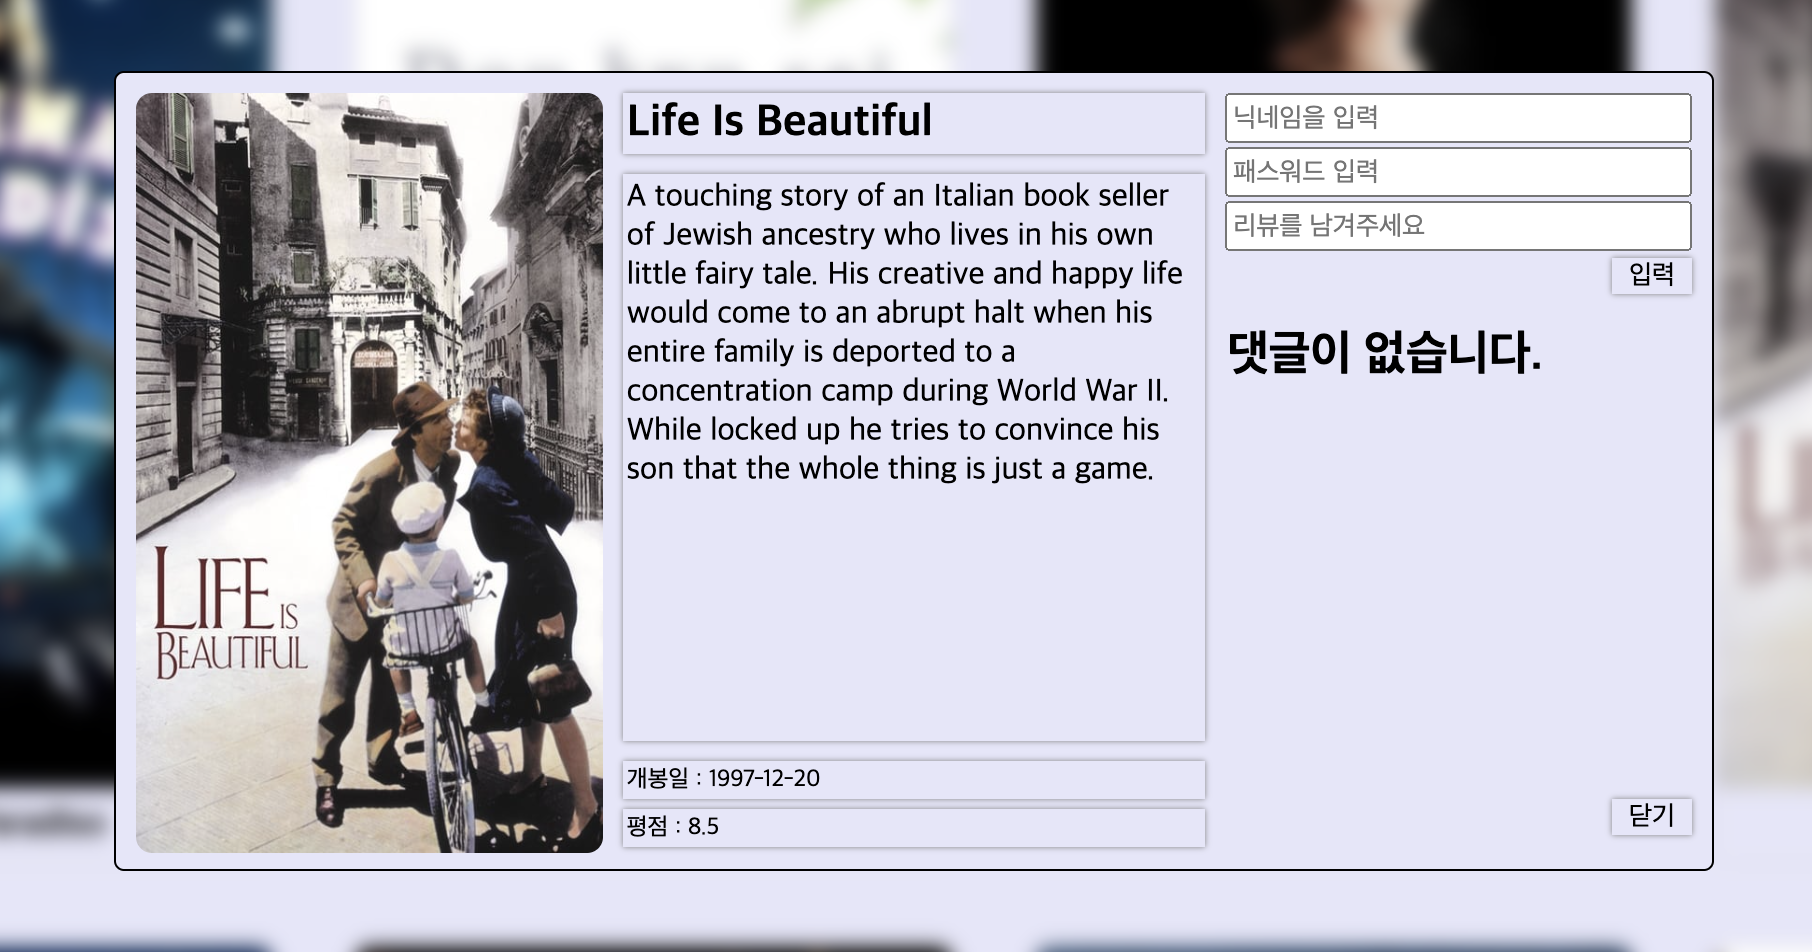 LIFE IS
BEAUTIFUL
Life Is Beautiful
A touching story of an Italian book seller
of Jewish ancestry who lives in his own
little fairy tale. His creative and happy life
would come to an abrupt halt when his
entire family is deported to a
concentration camp during World War II.
While locked up he tries to convince his
son that the whole thing is just a game.
개봉일 : 1997-12-20
평점 : 8.5
닉네임을 입력
패스워드 입력
리뷰를 남겨주세요
입력
댓글이 없습니다.
닫기